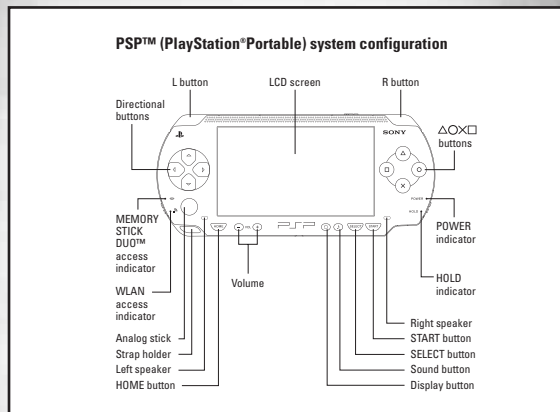 PSP™ (PlayStation®Portable) system configuration
L button
LCD screen
R button
Directional
buttons
△○✕□
buttons
SONY
POWER
HOLD
MEMORY
STICK
DUO™
access
indicator
POWER
indicator
WLAN
access
indicator
HOME
VOL
PSP
SELECT
START
Volume
HOLD
indicator
Analog stick
Strap holder
Left speaker
HOME button
Right speaker
START button
SELECT button
Sound button
Display button